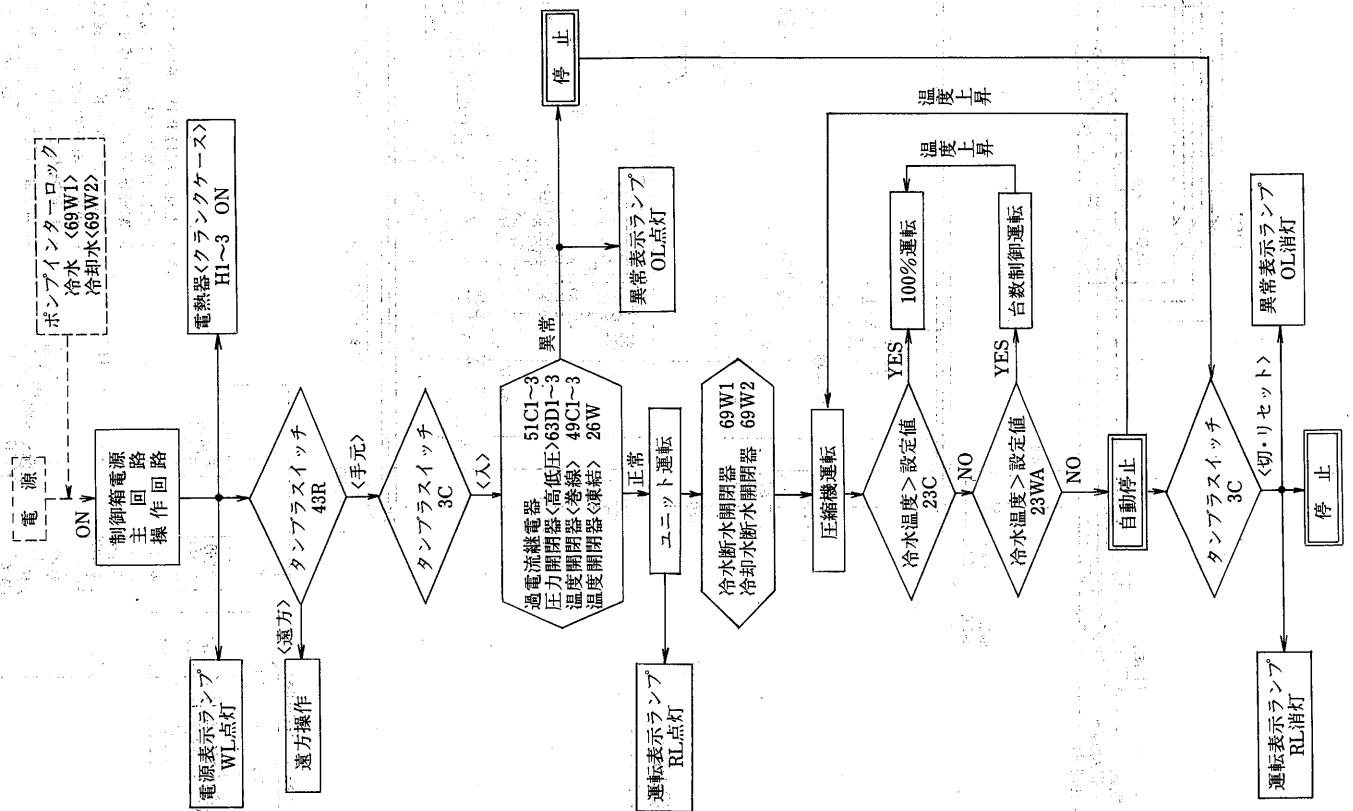 電源
ポンプインターロック
冷水 <69W1>
冷却水<69W2>
ON
制御箱電源
主回路
操作回路
電熱器<クランクケース>
H1~3 ON
電源表示ランプ
WL点灯
タンブラスイッチ
43R
<遠方>
遠方操作
<手元>
タンブラスイッチ
3C
<入>
過電流継電器 51C1~3
圧力開閉器<高低圧>63D1~3
温度開閉器<巻線> 49C1~3
温度開閉器<凍結> 26W
異常
停止
異常表示ランプ
OL点灯
正常
ユニット運転
運転表示ランプ
RL点灯
冷水断水開閉器 69W1
冷却水断水開閉器 69W2
圧縮機運転
温度上昇
冷水温度>設定値
23C
YES
100%運転
温度上昇
NO
冷水温度>設定値
23WA
YES
台数制御運転
NO
自動停止
タンブラスイッチ
3C
<切・リセット>
異常表示ランプ
OL消灯
運転表示ランプ
RL消灯
停止